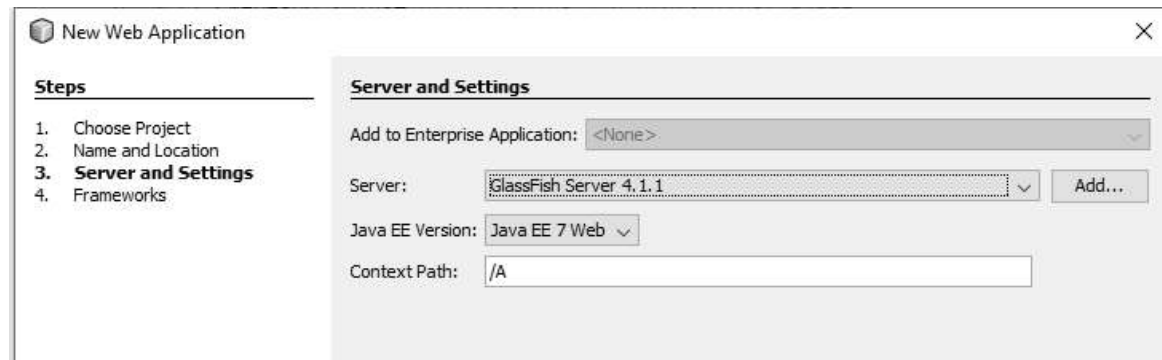 New Web Application
Steps
1. Choose Project
2. Name and Location
3. Server and Settings
4. Frameworks
Server and Settings
Add to Enterprise Application: <None>
Server: GlassFish Server 4.1.1 Add...
Java EE Version: Java EE 7 Web
Context Path: /A